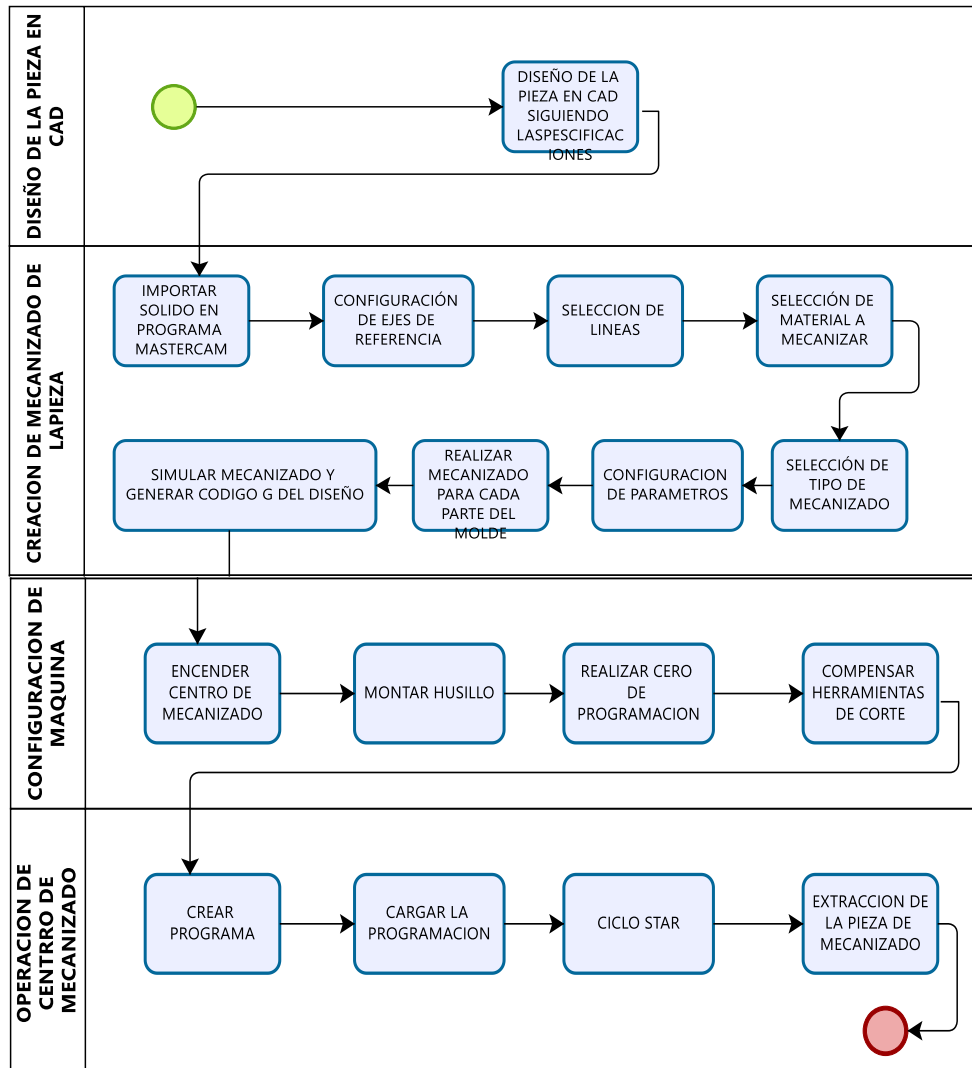 DISEÑO DE LA PIEZA EN
CAD
DISEÑO DE LA
PIEZA EN CAD
SIGUIENDO
LASPESCIFICAC
IONES
CREACION DE MECANIZADO DE
LAPIEZA
IMPORTAR
SOLIDO EN
PROGRAMA
MASTERCAM
CONFIGURACIÓN
DE EJES DE
REFERENCIA
SELECCION DE
LINEAS
SELECCIÓN DE
MATERIAL A
MECANIZAR
SELECCIÓN DE
TIPO DE
MECANIZADO
CONFIGURACION
DE PARAMETROS
REALIZAR
MECANIZADO
PARA CADA
PARTE DEL
MOLDE
SIMULAR MECANIZADO Y
GENERAR CODIGO G DEL DISEÑO
CONFIGURACION DE
MAQUINA
ENCENDER
CENTRO DE
MECANIZADO
MONTAR HUSILLO
REALIZAR CERO
DE
PROGRAMACION
COMPENSAR
HERRAMIENTAS
DE CORTE
OPERACION DE
CENTRRO DE
MECANIZADO
CREAR
PROGRAMA
CARGAR LA
PROGRAMACION
CICLO STAR
EXTRACCION DE
LA PIEZA DE
MECANIZADO